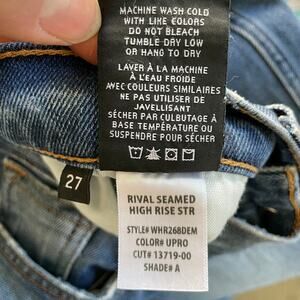 MACHINE WASH COLD
WITH LIKE COLORS
DO NOT BLEACH
TUMBLE DRY LOW
OR HANG TO DRY
LAVER À LA MACHINE
À L'EAU FROIDE
AVEC COULEURS SIMILAIRES
NE PAS UTILISER DE
JAVELLISANT
SÉCHER PAR CULBUTAGE À
BASE TEMPÉRATURE OU
SUSPENDRE POUR SÉCHER
27
RIVAL SEAMED
HIGH RISE STR
STYLE# WHR268DEM
COLOR# UPRO
CUT# 13719-00
SHADE# A